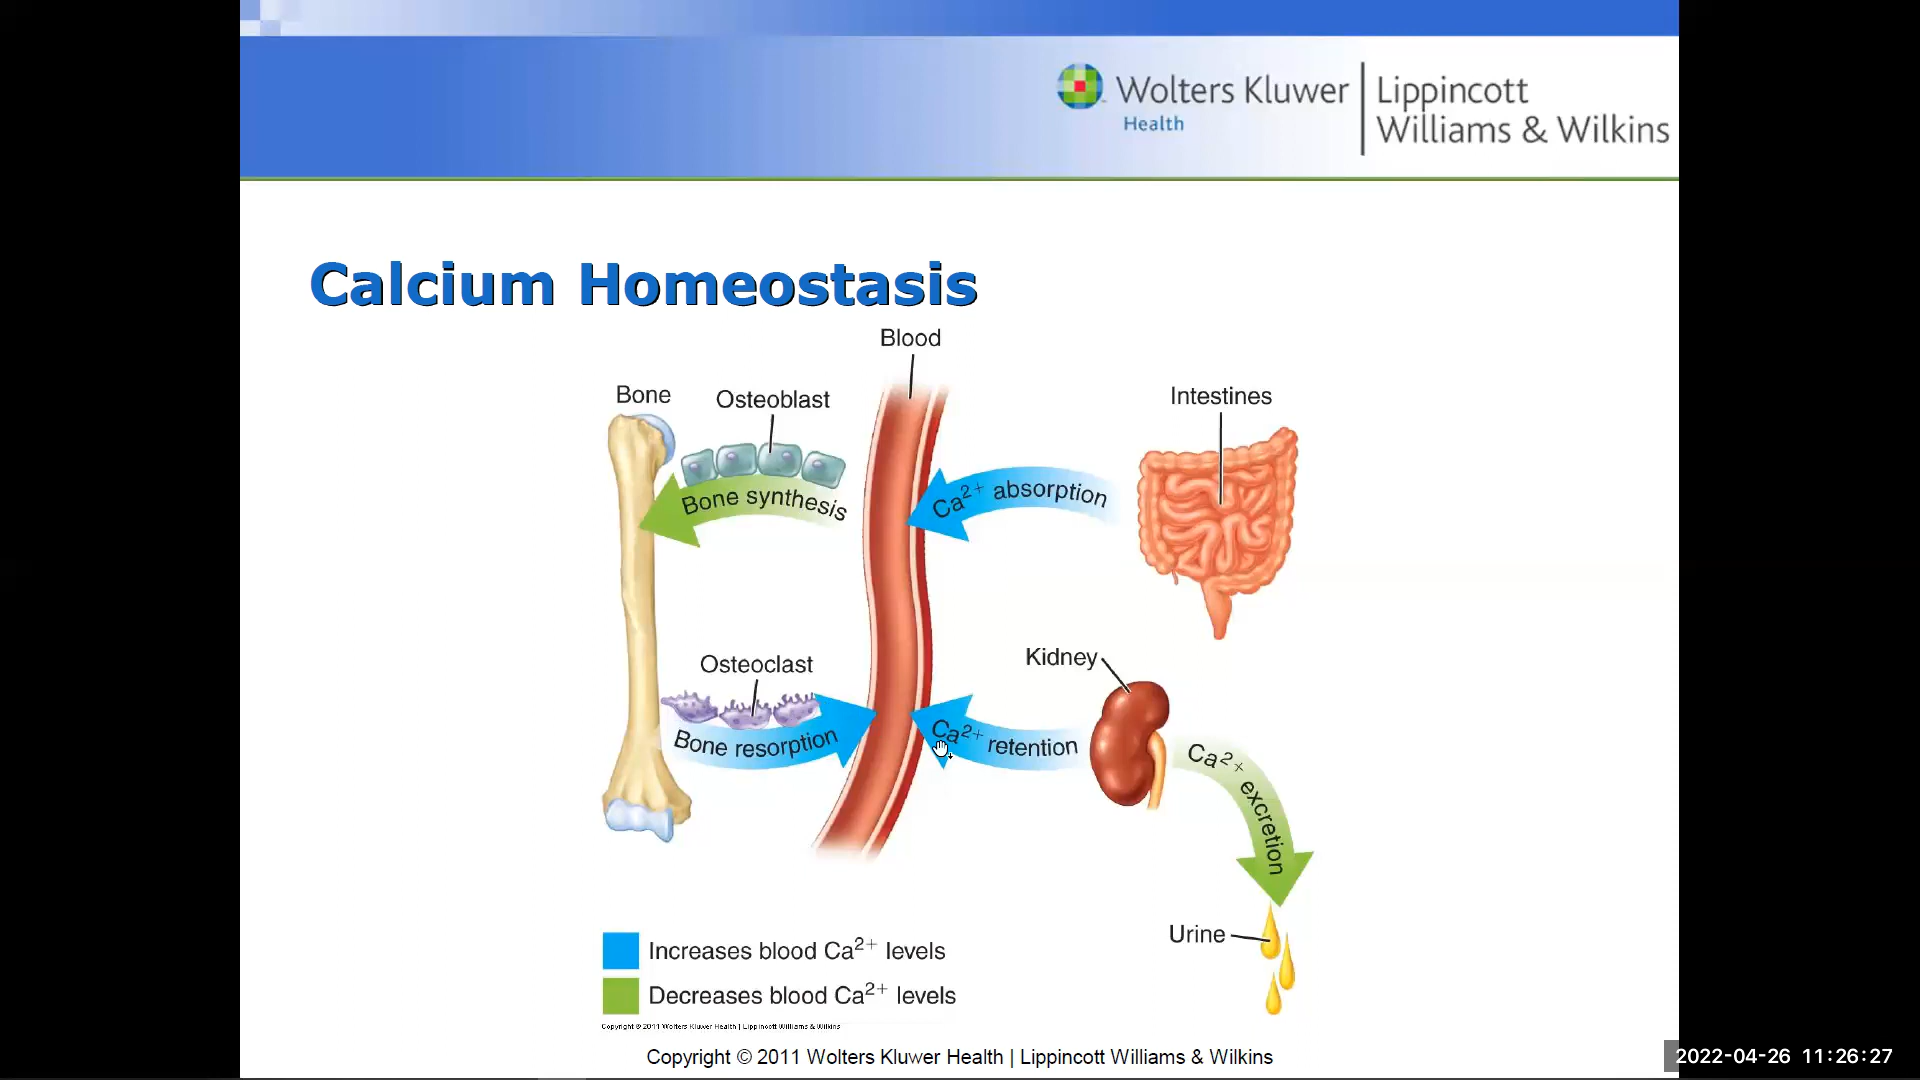 Wolters Kluwer
Health
Lippincott
Williams & Wilkins
Calcium Homeostasis
Blood
Bone
Osteoblast
Intestines
Bone synthesis
Ca²⁺ absorption
Osteoclast
Kidney
Bone resorption
Ca²⁺ retention
Ca²⁺ excretion
Urine
Increases blood Ca²⁺ levels
Decreases blood Ca²⁺ levels
Copyright © 2011 Wolters Kluwer Health | Lippincott Williams & Wilkins
Copyright © 2011 Wolters Kluwer Health | Lippincott Williams & Wilkins
2022-04-26 11:26:27